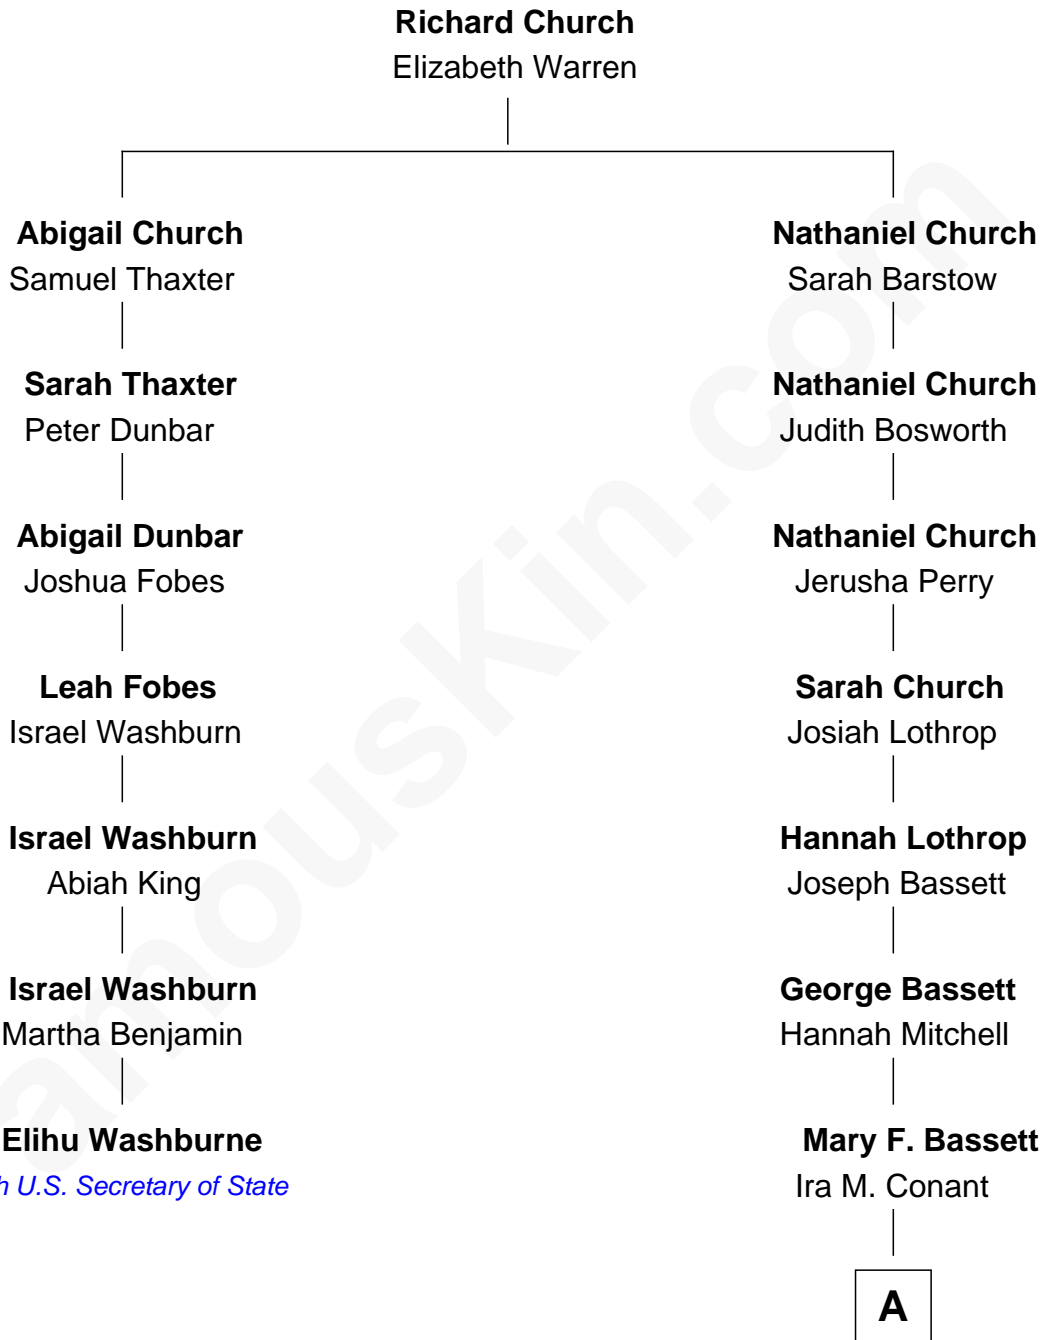 Richard Church
Elizabeth Warren
Abigail Church
Samuel Thaxter
Nathaniel Church
Sarah Barstow
Sarah Thaxter
Peter Dunbar
Nathaniel Church
Judith Bosworth
Abigail Dunbar
Joshua Fobes
Nathaniel Church
Jerusha Perry
Leah Fobes
Israel Washburn
Sarah Church
Josiah Lothrop
Israel Washburn
Abiah King
Hannah Lothrop
Joseph Bassett
Israel Washburn
Martha Benjamin
George Bassett
Hannah Mitchell
Elihu Washburne
h U.S. Secretary of State
Mary F. Bassett
Ira M. Conant
A
amouskin.com